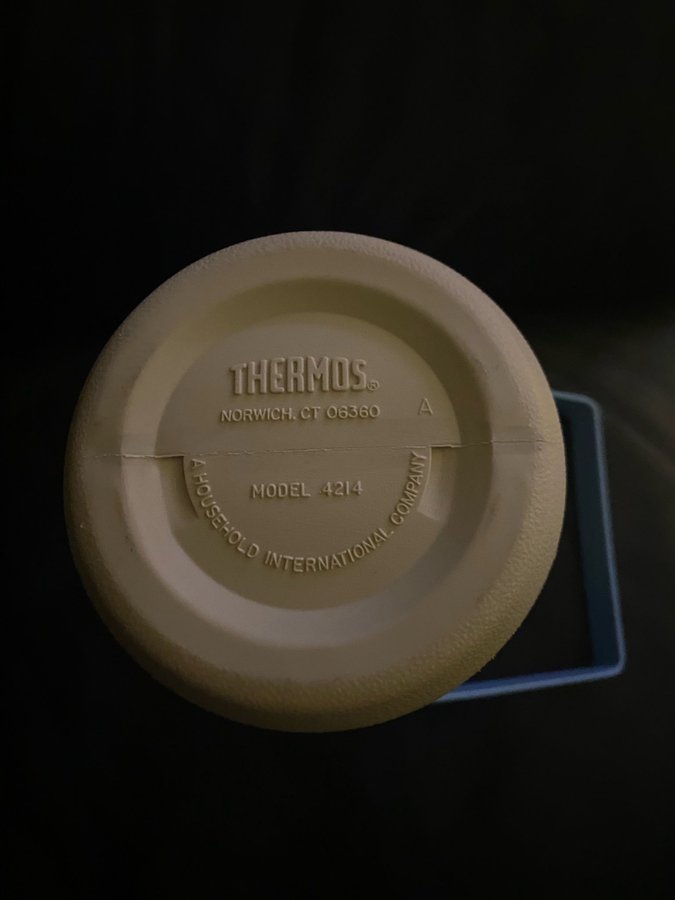 THERMOS®
NORWICH, CT 06360
A
MODEL 4214
A HOUSEHOLD INTERNATIONAL COMPANY